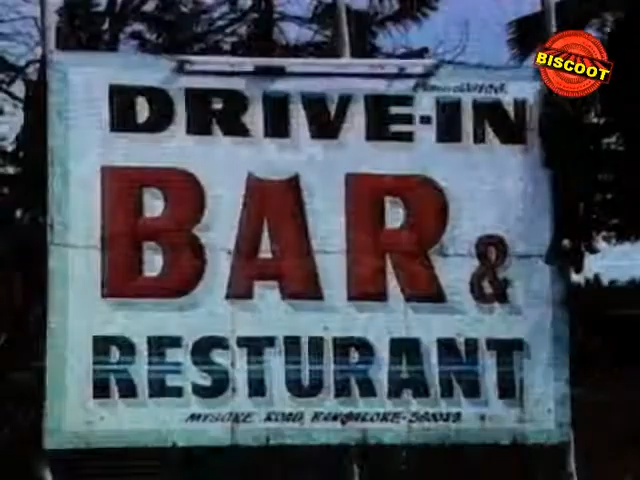 BISCOOT
DRIVE-IN
BAR &
RESTURANT
MYSORE ROAD, BANGALORE-